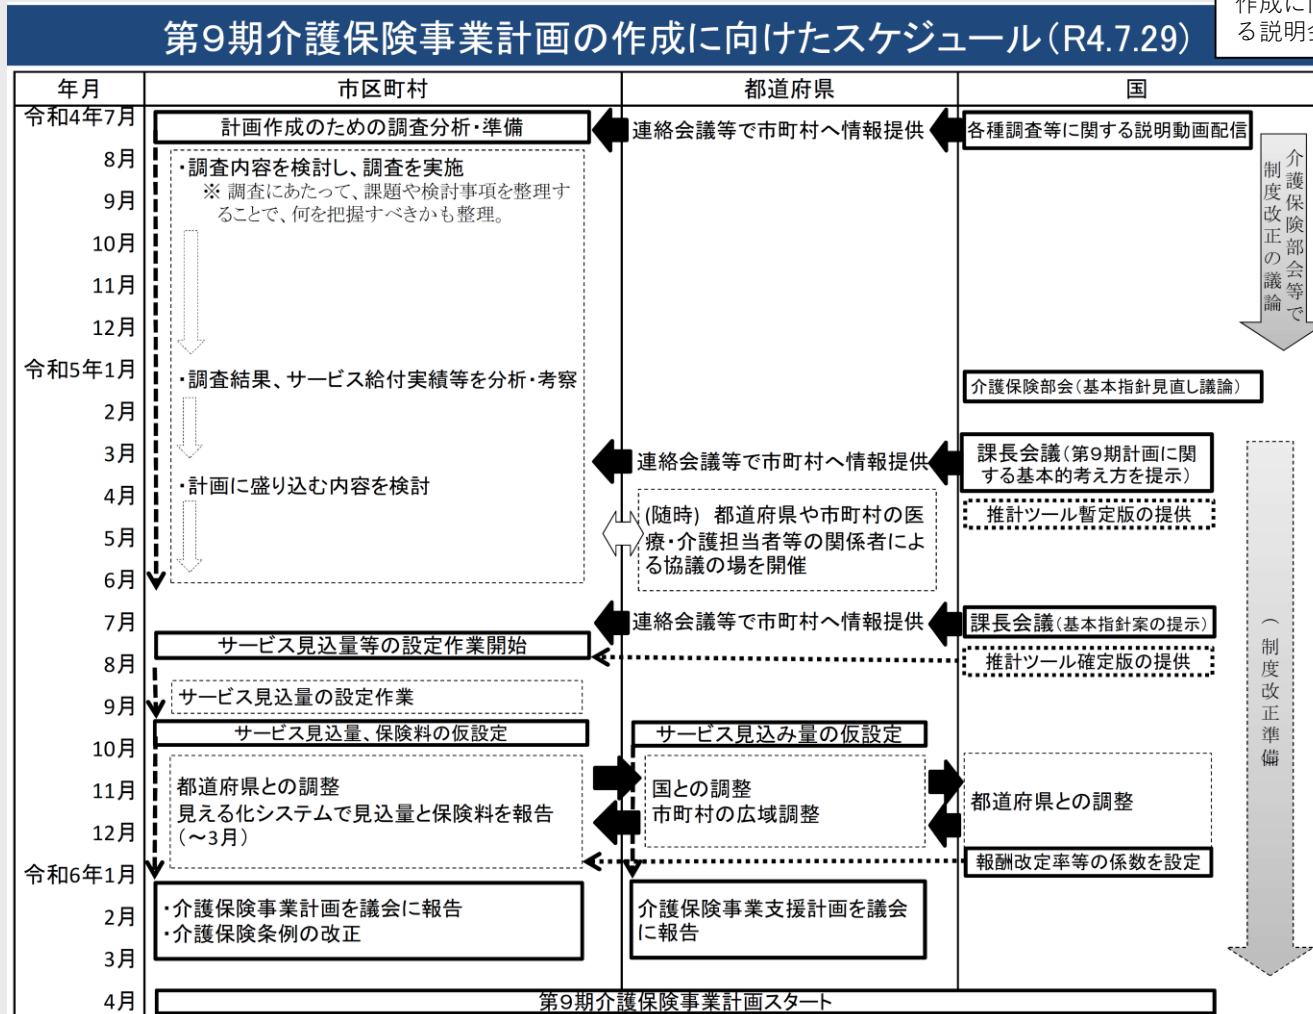 第9期介護保険事業計画の作成に向けたスケジュール(R4.7.29)
る説明会
年月
市区町村
都道府県
国
令和4年7月
計画作成のための調査分析・準備
連絡会議等で市町村へ情報提供
各種調査等に関する説明動画配信
8月
・調査内容を検討し、調査を実施
※ 調査にあたって、課題や検討事項を整理す
ることで、何を把握すべきかも整理。
9月
10月
11月
12月
介護保険部会等で
制度改正の議論
令和5年1月
・調査結果、サービス給付実績等を分析・考察
介護保険部会(基本指針見直し議論)
2月
3月
連絡会議等で市町村へ情報提供
課長会議(第9期計画に関
する基本的考え方を提示)
・計画に盛り込む内容を検討
4月
(随時) 都道府県や市町村の医
療・介護担当者等の関係者によ
る協議の場を開催
推計ツール暫定版の提供
5月
6月
7月
連絡会議等で市町村へ情報提供
課長会議(基本指針案の提示)
サービス見込量等の設定作業開始
8月
推計ツール確定版の提供
(制度改正準備
サービス見込量の設定作業
9月
サービス見込量、保険料の仮設定
サービス見込み量の仮設定
10月
都道府県との調整
見える化システムで見込量と保険料を報告
(～3月)
国との調整
市町村の広域調整
都道府県との調整
11月
12月
報酬改定率等の係数を設定
令和6年1月
・介護保険事業計画を議会に報告
・介護保険条例の改正
介護保険事業支援計画を議会
に報告
2月
3月
4月
第9期介護保険事業計画スタート